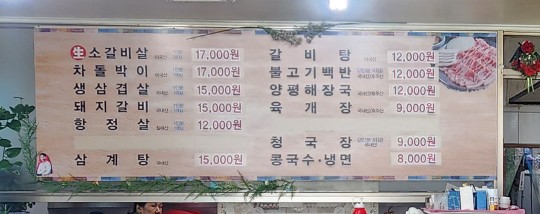 生소갈비살 17,000원
차돌박이 17,000원
생삼겹살 15,000원
돼지갈비 15,000원
항정살 12,000원
삼계탕 15,000원
갈비탕 12,000원
불고기백반 12,000원
양평해장국 12,000원
육개장 9,000원
청국장 9,000원
콩국수·냉면 8,000원